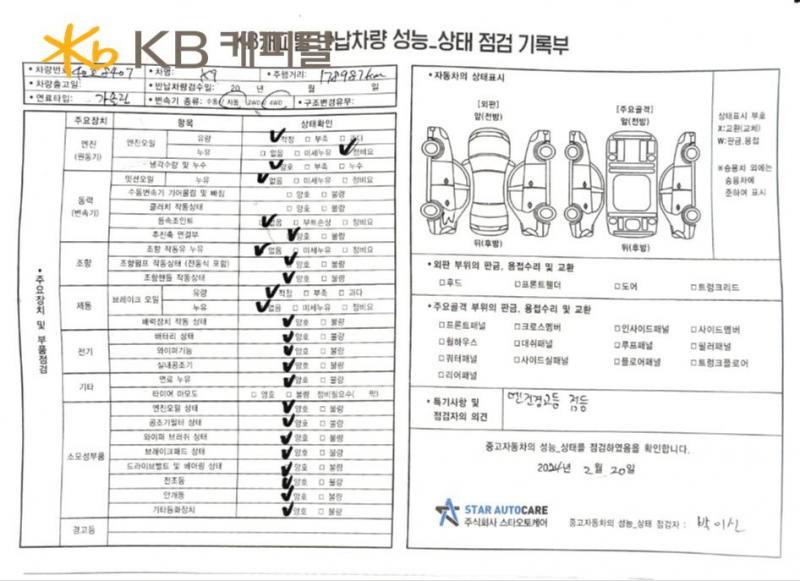 KB 캐피탈
KB캐피탈 반납차량 성능_상태 점검 기록부
• 차량번호 • 차명: K9 • 주행거리: 178987km
• 차량출고일: • 반납차량검수일: 20 년 월 일
• 연료타입: 가솔린 • 변속기 종류: 수동 자동 2WD 4WD • 구조변경유무:
• 주요장치 및 부품점검
주요장치 항목 상태확인
엔진 (원동기) 엔진오일 유량 ✓적정 □ 부족 □ 과다
누유 □ 없음 □ 미세누유 ✓정비요
냉각수량 및 누수 ✓양호 □ 부족 □ 누수
동력 (변속기) 밋션오일 누유 ✓없음 □ 미세누유 □ 정비요
수동변속기 기어풀림 및 빠짐 □ 양호 □ 불량
클러치 작동상태 □ 양호 □ 불량
등속조인트 ✓없음 □ 부트손상 □ 정비요
추진축 연결부 ✓양호 □ 불량
조향 조향 작동유 누유 ✓없음 □ 미세누유 □ 정비요
조향펌프 작동상태 (전동식 포함) ✓양호 □ 불량
조향핸들 작동상태 ✓양호 □ 불량
제동 브레이크 오일 유량 ✓적정 □ 부족 □ 과다
누유 ✓없음 □ 미세누유 □ 정비요
배력장치 작동 상태 ✓양호 □ 불량
전기 배터리 상태 ✓양호 □ 불량
와이퍼기능 ✓양호 □ 불량
실내공조기 ✓양호 □ 불량
기타 연료 누유 ✓양호 □ 불량
타이어 마모도 □ 양호 □ 불량 정비필요수( 짝)
소모성부품 엔진오일 상태 ✓양호 □ 불량
공조기필터 상태 ✓양호 □ 불량
와이퍼 브러쉬 상태 ✓양호 □ 불량
브레이크패드 상태 ✓양호 □ 불량
드라이브벨트 및 베어링 상태 ✓양호 □ 불량
전조등 ✓양호 □ 불량
안개등 ✓양호 □ 불량
기타등화장치 ✓양호 □ 불량
경고등
• 자동차의 상태표시
[외판] [주요골격]
앞(전방) 앞(전방)
상태표시 부호
X:교환(교체)
W:판금,용접
※승용차 외에는
승용차에
준하여 표시
W
뒤(후방) 뒤(후방)
• 외판 부위의 판금, 용접수리 및 교환
□후드 □프론트휀더 □도어 □트렁크리드
• 주요골격 부위의 판금, 용접수리 및 교환
□프론트패널 □크로스멤버 □인사이드패널 □사이드멤버
□휠하우스 □대쉬패널 □루프패널 □필러패널
□쿼터패널 □사이드실패널 □플로어패널 □트렁크플로어
□리어패널
• 특기사항 및 점검자의 의견 엔진경고등 점등
중고자동차의 성능_상태를 점검하였음을 확인합니다.
2024년 2월 20일
STAR AUTOCARE
주식회사 스타오토케어
중고자동차의 성능_상태 점검자 : 박이신